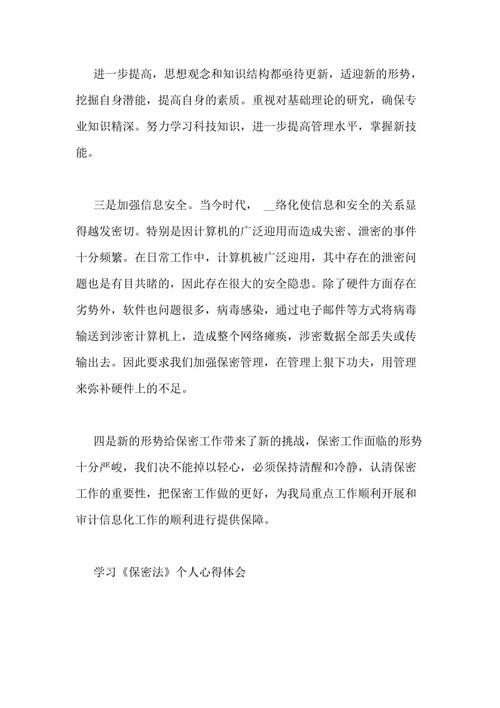 进一步提高，思想观念和知识结构都亟待更新，适迎新的形势，
挖掘自身潜能，提高自身的素质。重视对基础理论的研究，确保专
业知识精深。努力学习科技知识，进一步提高管理水平，掌握新技
能。
三是加强信息安全。当今时代， __络化使信息和安全的关系显
得越发密切。特别是因计算机的广泛迎用而造成失密、泄密的事件
十分频繁。在日常工作中，计算机被广泛迎用，其中存在的泄密问
题也是有目共睹的，因此存在很大的安全隐患。除了硬件方面存在
劣势外，软件也问题很多，病毒感染，通过电子邮件等方式将病毒
输送到涉密计算机上，造成整个网络瘫痪，涉密数据全部丢失或传
输出去。因此要求我们加强保密管理，在管理上狠下功夫，用管理
来弥补硬件上的不足。
四是新的形势给保密工作带来了新的挑战，保密工作面临的形势
十分严峻，我们决不能掉以轻心，必须保持清醒和冷静，认清保密
工作的重要性，把保密工作做的更好，为我局重点工作顺利开展和
审计信息化工作的顺利进行提供保障。
学习《保密法》个人心得体会